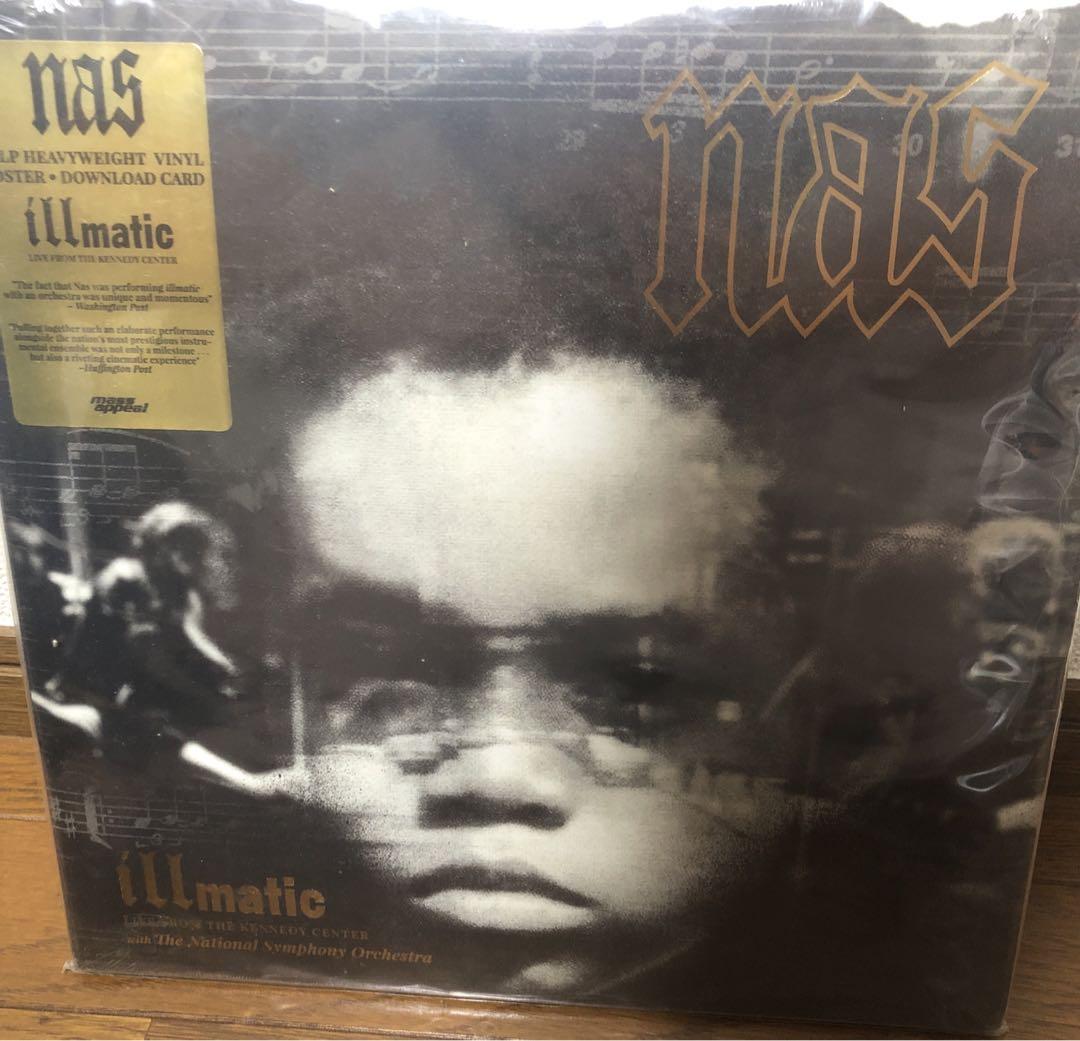 nas
LP HEAVYWEIGHT VINYL
OSTER • DOWNLOAD CARD
illmatic
LIVE FROM THE KENNEDY CENTER
"The fact that Nas was performing illmatic
with an orchestra was unique and momentous"
– Washington Post
"Pulling together such an elaborate performance
alongside the nation's most prestigious instru-
mental ensemble was not only a milestone . . .
but also a riveting cinematic experience"
–Huffington Post
mass
appeal
nas
30
illmatic
LIVE FROM THE KENNEDY CENTER
with The National Symphony Orchestra